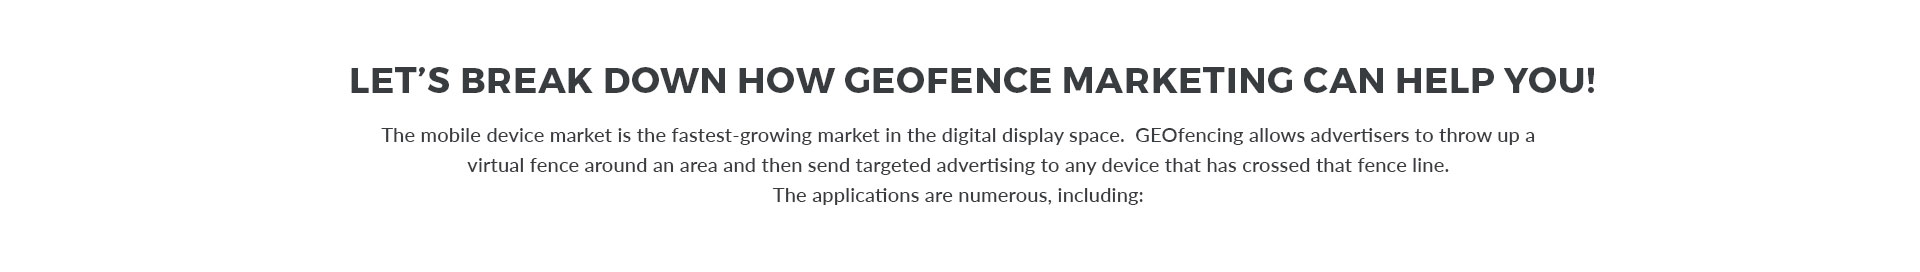 LET’S BREAK DOWN HOW GEOFENCE MARKETING CAN HELP YOU!
The mobile device market is the fastest-growing market in the digital display space.  GEOfencing allows advertisers to throw up a
virtual fence around an area and then send targeted advertising to any device that has crossed that fence line.
The applications are numerous, including: